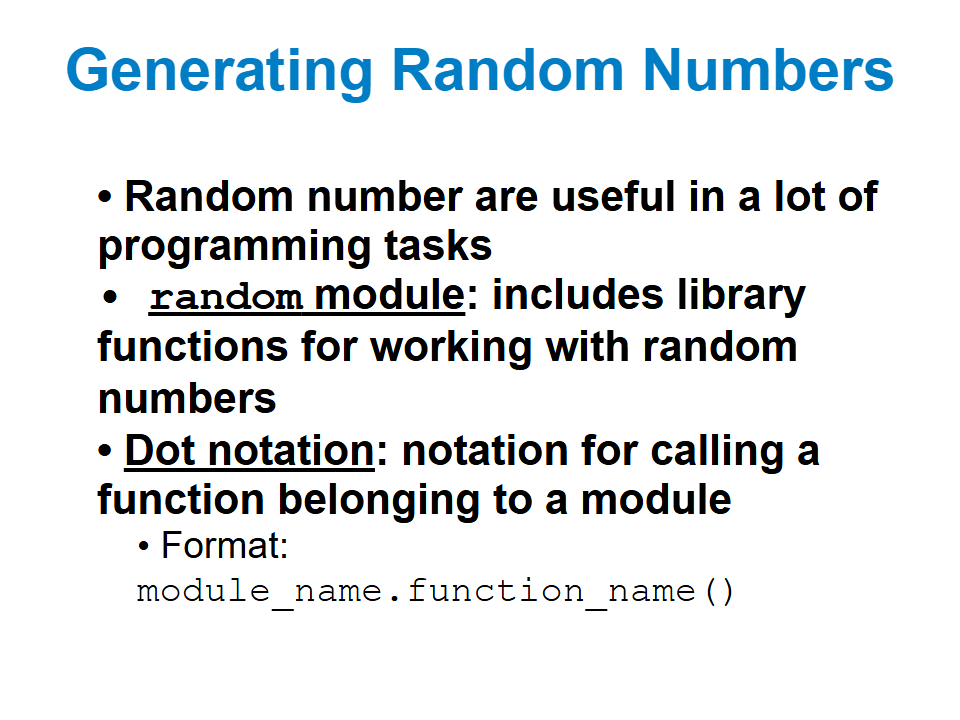 Generating Random Numbers
• Random number are useful in a lot of
programming tasks
• random module: includes library
functions for working with random
numbers
• Dot notation: notation for calling a
function belonging to a module
• Format:
module_name.function_name()